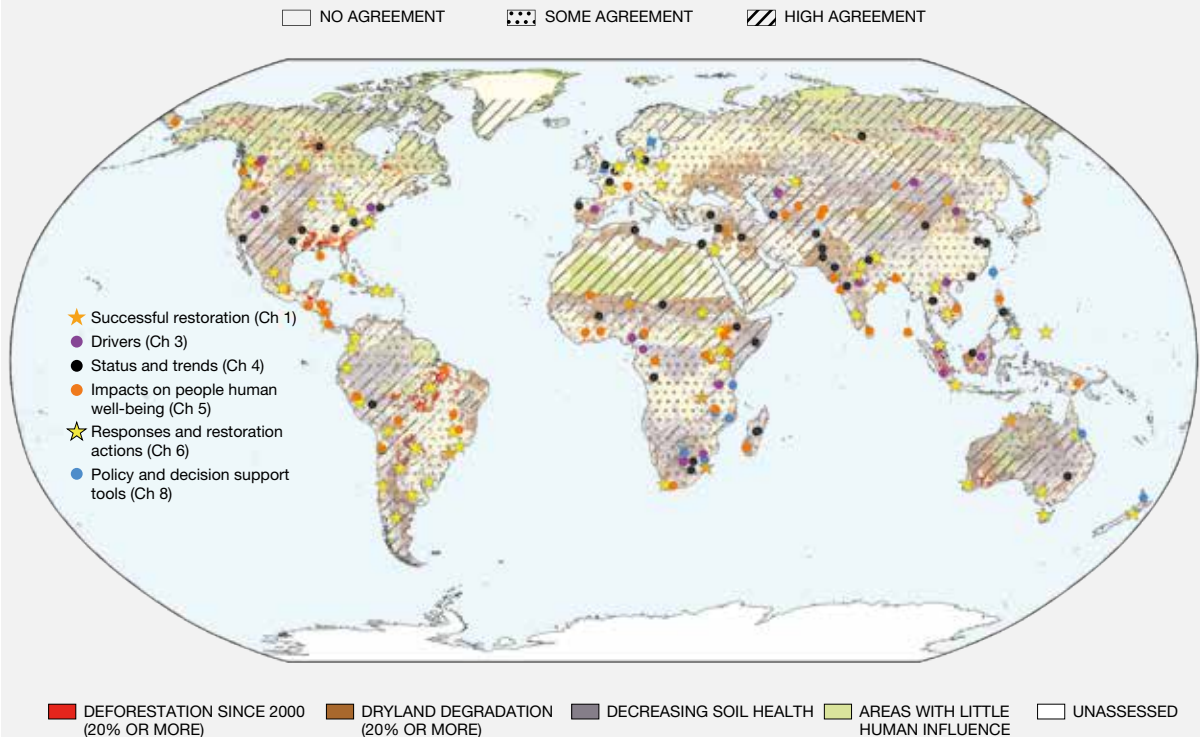 NO AGREEMENT
SOME AGREEMENT
HIGH AGREEMENT
Successful restoration (Ch 1)
Drivers (Ch 3)
Status and trends (Ch 4)
Impacts on people human
well-being (Ch 5)
Responses and restoration
actions (Ch 6)
Policy and decision support
tools (Ch 8)
DEFORESTATION SINCE 2000
(20% OR MORE)
DRYLAND DEGRADATION
(20% OR MORE)
DECREASING SOIL HEALTH
AREAS WITH LITTLE
HUMAN INFLUENCE
UNASSESSED